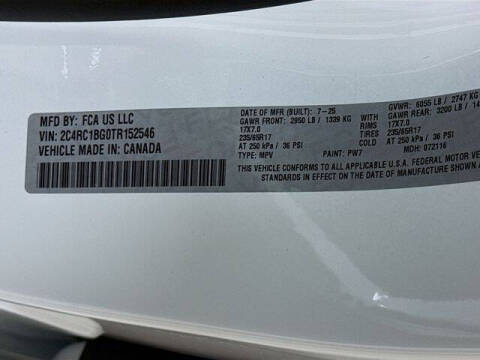 MFD BY: FCA US LLC
VIN: 2C4RC1BG0TR152546
VEHICLE MADE IN: CANADA
DATE OF MFR (BUILT): 7-25
GAWR FRONT: 2950 LB / 1339 KG
17X7.0
235/65R17
AT 250 kPa / 36 PSI
TYPE: MPV
PAINT: PW7
WITH
RIMS
TIRES
COLD
GVWR: 6055 LB / 2747 KG
GAWR REAR: 3200 LB / 14
17X7.0
235/65R17
AT 250 kPa / 36 PSI
MDH: 072116
THIS VEHICLE CONFORMS TO ALL APPLICABLE U.S.A. FEDERAL MOTOR VE
STANDARDS IN EFFECT ON THE DATE OF MANUFACTURE SHOWN